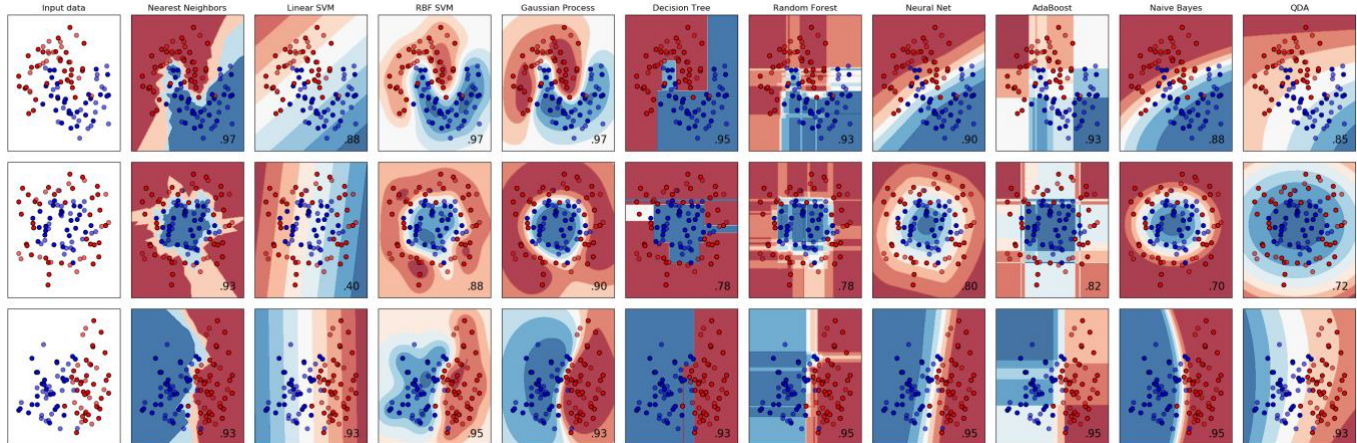 Input data
Nearest Neighbors
Linear SVM
RBF SVM
Gaussian Process
Decision Tree
Random Forest
Neural Net
AdaBoost
Naive Bayes
QDA
.97
.88
.97
.97
.95
.93
.90
.93
.88
.85
.93
.40
.88
.90
.78
.78
.80
.82
.70
.72
.93
.93
.95
.93
.93
.95
.95
.95
.95
.93